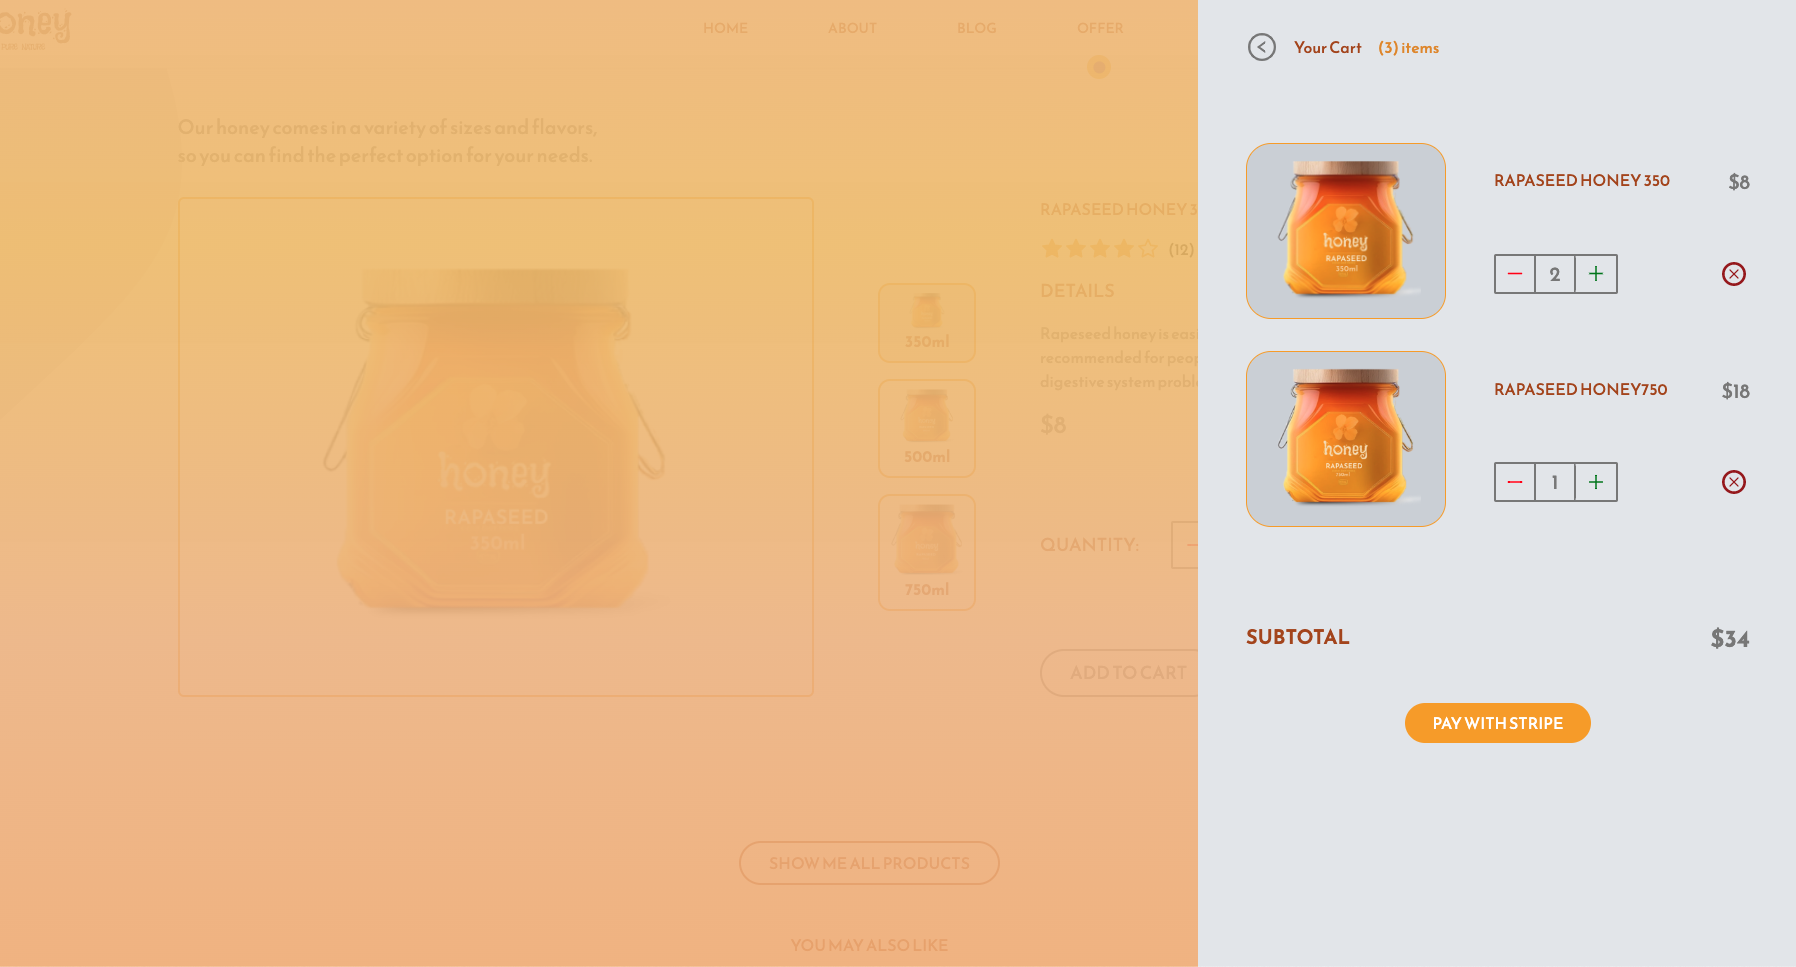 honey
HOME
ABOUT
BLOG
OFFER
Our honey comes in a variety of sizes and flavors,
so you can find the perfect option for your needs.
honey
RAPASEED
350ml
350ml
500ml
750ml
RAPASEED HONEY 3
(12)
DETAILS
Rapeseed honey is easi
recommended for peop
digestive system proble
$8
QUANTITY:
ADD TO CART
SHOW ME ALL PRODUCTS
YOU MAY ALSO LIKE
Your Cart (3) items
honey
RAPASEED
350ml
RAPASEED HONEY 350
$8
2
honey
RAPASEED
RAPASEED HONEY750
$18
1
SUBTOTAL
$34
PAY WITH STRIPE